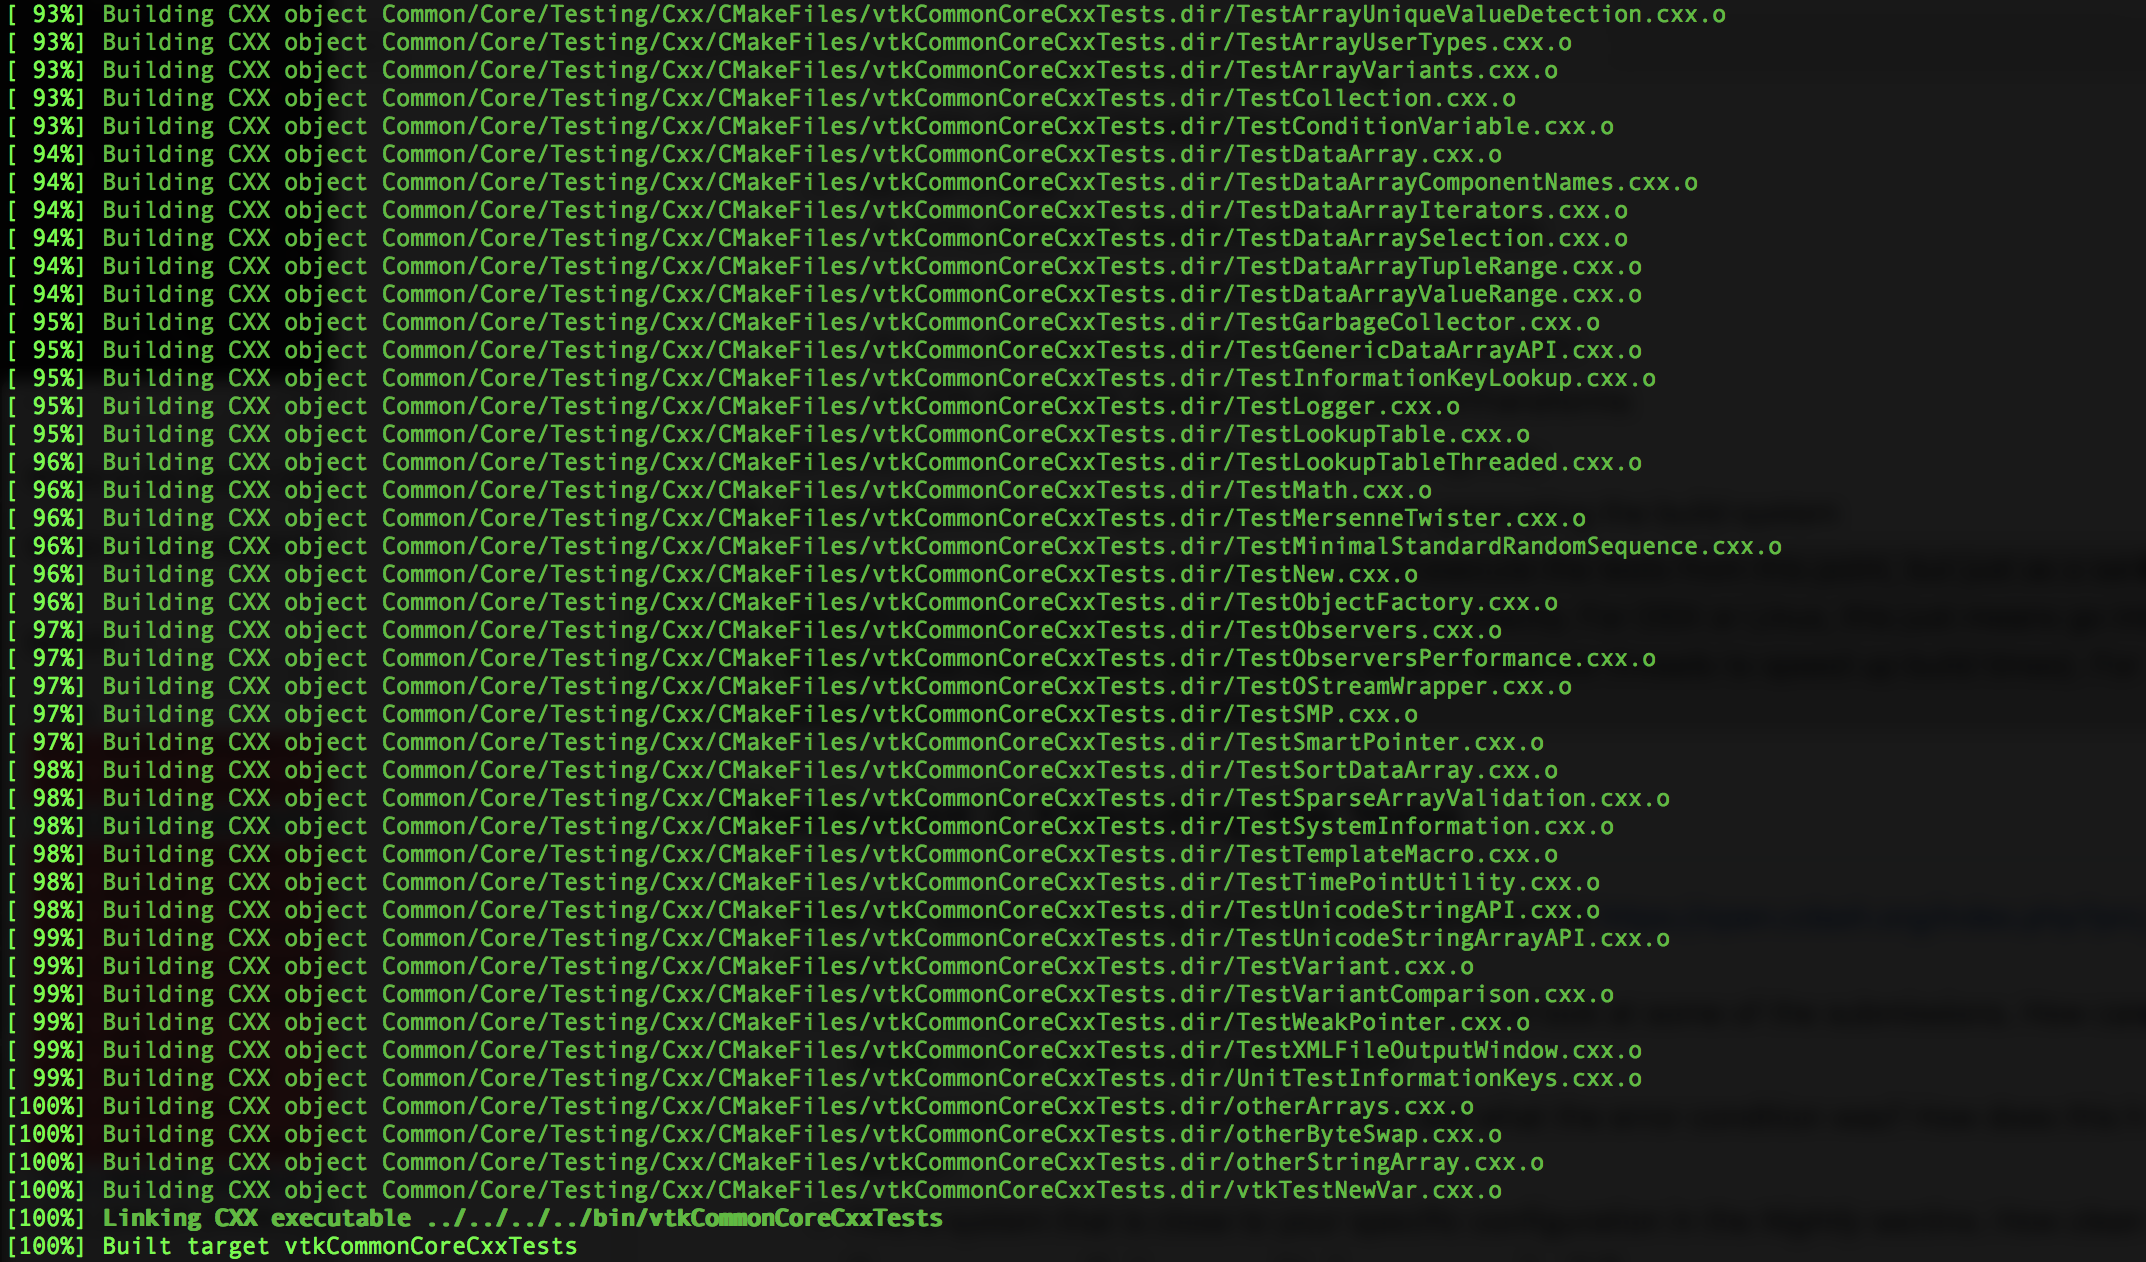 [ 93%] Building CXX object Common/Core/Testing/Cxx/CMakeFiles/vtkCommonCoreCxxTests.dir/TestArrayUniqueValueDetection.cxx.o
[ 93%] Building CXX object Common/Core/Testing/Cxx/CMakeFiles/vtkCommonCoreCxxTests.dir/TestArrayUserTypes.cxx.o
[ 93%] Building CXX object Common/Core/Testing/Cxx/CMakeFiles/vtkCommonCoreCxxTests.dir/TestArrayVariants.cxx.o
[ 93%] Building CXX object Common/Core/Testing/Cxx/CMakeFiles/vtkCommonCoreCxxTests.dir/TestCollection.cxx.o
[ 93%] Building CXX object Common/Core/Testing/Cxx/CMakeFiles/vtkCommonCoreCxxTests.dir/TestConditionVariable.cxx.o
[ 94%] Building CXX object Common/Core/Testing/Cxx/CMakeFiles/vtkCommonCoreCxxTests.dir/TestDataArray.cxx.o
[ 94%] Building CXX object Common/Core/Testing/Cxx/CMakeFiles/vtkCommonCoreCxxTests.dir/TestDataArrayComponentNames.cxx.o
[ 94%] Building CXX object Common/Core/Testing/Cxx/CMakeFiles/vtkCommonCoreCxxTests.dir/TestDataArrayIterators.cxx.o
[ 94%] Building CXX object Common/Core/Testing/Cxx/CMakeFiles/vtkCommonCoreCxxTests.dir/TestDataArraySelection.cxx.o
[ 94%] Building CXX object Common/Core/Testing/Cxx/CMakeFiles/vtkCommonCoreCxxTests.dir/TestDataArrayTupleRange.cxx.o
[ 94%] Building CXX object Common/Core/Testing/Cxx/CMakeFiles/vtkCommonCoreCxxTests.dir/TestDataArrayValueRange.cxx.o
[ 95%] Building CXX object Common/Core/Testing/Cxx/CMakeFiles/vtkCommonCoreCxxTests.dir/TestGarbageCollector.cxx.o
[ 95%] Building CXX object Common/Core/Testing/Cxx/CMakeFiles/vtkCommonCoreCxxTests.dir/TestGenericDataArrayAPI.cxx.o
[ 95%] Building CXX object Common/Core/Testing/Cxx/CMakeFiles/vtkCommonCoreCxxTests.dir/TestInformationKeyLookup.cxx.o
[ 95%] Building CXX object Common/Core/Testing/Cxx/CMakeFiles/vtkCommonCoreCxxTests.dir/TestLogger.cxx.o
[ 95%] Building CXX object Common/Core/Testing/Cxx/CMakeFiles/vtkCommonCoreCxxTests.dir/TestLookupTable.cxx.o
[ 96%] Building CXX object Common/Core/Testing/Cxx/CMakeFiles/vtkCommonCoreCxxTests.dir/TestLookupTableThreaded.cxx.o
[ 96%] Building CXX object Common/Core/Testing/Cxx/CMakeFiles/vtkCommonCoreCxxTests.dir/TestMath.cxx.o
[ 96%] Building CXX object Common/Core/Testing/Cxx/CMakeFiles/vtkCommonCoreCxxTests.dir/TestMersenneTwister.cxx.o
[ 96%] Building CXX object Common/Core/Testing/Cxx/CMakeFiles/vtkCommonCoreCxxTests.dir/TestMinimalStandardRandomSequence.cxx.o
[ 96%] Building CXX object Common/Core/Testing/Cxx/CMakeFiles/vtkCommonCoreCxxTests.dir/TestNew.cxx.o
[ 96%] Building CXX object Common/Core/Testing/Cxx/CMakeFiles/vtkCommonCoreCxxTests.dir/TestObjectFactory.cxx.o
[ 97%] Building CXX object Common/Core/Testing/Cxx/CMakeFiles/vtkCommonCoreCxxTests.dir/TestObservers.cxx.o
[ 97%] Building CXX object Common/Core/Testing/Cxx/CMakeFiles/vtkCommonCoreCxxTests.dir/TestObserversPerformance.cxx.o
[ 97%] Building CXX object Common/Core/Testing/Cxx/CMakeFiles/vtkCommonCoreCxxTests.dir/TestOStreamWrapper.cxx.o
[ 97%] Building CXX object Common/Core/Testing/Cxx/CMakeFiles/vtkCommonCoreCxxTests.dir/TestSMP.cxx.o
[ 97%] Building CXX object Common/Core/Testing/Cxx/CMakeFiles/vtkCommonCoreCxxTests.dir/TestSmartPointer.cxx.o
[ 98%] Building CXX object Common/Core/Testing/Cxx/CMakeFiles/vtkCommonCoreCxxTests.dir/TestSortDataArray.cxx.o
[ 98%] Building CXX object Common/Core/Testing/Cxx/CMakeFiles/vtkCommonCoreCxxTests.dir/TestSparseArrayValidation.cxx.o
[ 98%] Building CXX object Common/Core/Testing/Cxx/CMakeFiles/vtkCommonCoreCxxTests.dir/TestSystemInformation.cxx.o
[ 98%] Building CXX object Common/Core/Testing/Cxx/CMakeFiles/vtkCommonCoreCxxTests.dir/TestTemplateMacro.cxx.o
[ 98%] Building CXX object Common/Core/Testing/Cxx/CMakeFiles/vtkCommonCoreCxxTests.dir/TestTimePointUtility.cxx.o
[ 98%] Building CXX object Common/Core/Testing/Cxx/CMakeFiles/vtkCommonCoreCxxTests.dir/TestUnicodeStringAPI.cxx.o
[ 99%] Building CXX object Common/Core/Testing/Cxx/CMakeFiles/vtkCommonCoreCxxTests.dir/TestUnicodeStringArrayAPI.cxx.o
[ 99%] Building CXX object Common/Core/Testing/Cxx/CMakeFiles/vtkCommonCoreCxxTests.dir/TestVariant.cxx.o
[ 99%] Building CXX object Common/Core/Testing/Cxx/CMakeFiles/vtkCommonCoreCxxTests.dir/TestVariantComparison.cxx.o
[ 99%] Building CXX object Common/Core/Testing/Cxx/CMakeFiles/vtkCommonCoreCxxTests.dir/TestWeakPointer.cxx.o
[ 99%] Building CXX object Common/Core/Testing/Cxx/CMakeFiles/vtkCommonCoreCxxTests.dir/TestXMLFileOutputWindow.cxx.o
[ 99%] Building CXX object Common/Core/Testing/Cxx/CMakeFiles/vtkCommonCoreCxxTests.dir/UnitTestInformationKeys.cxx.o
[100%] Building CXX object Common/Core/Testing/Cxx/CMakeFiles/vtkCommonCoreCxxTests.dir/otherArrays.cxx.o
[100%] Building CXX object Common/Core/Testing/Cxx/CMakeFiles/vtkCommonCoreCxxTests.dir/otherByteSwap.cxx.o
[100%] Building CXX object Common/Core/Testing/Cxx/CMakeFiles/vtkCommonCoreCxxTests.dir/otherStringArray.cxx.o
[100%] Building CXX object Common/Core/Testing/Cxx/CMakeFiles/vtkCommonCoreCxxTests.dir/vtkTestNewVar.cxx.o
[100%] Linking CXX executable ../../../../bin/vtkCommonCoreCxxTests
[100%] Built target vtkCommonCoreCxxTests